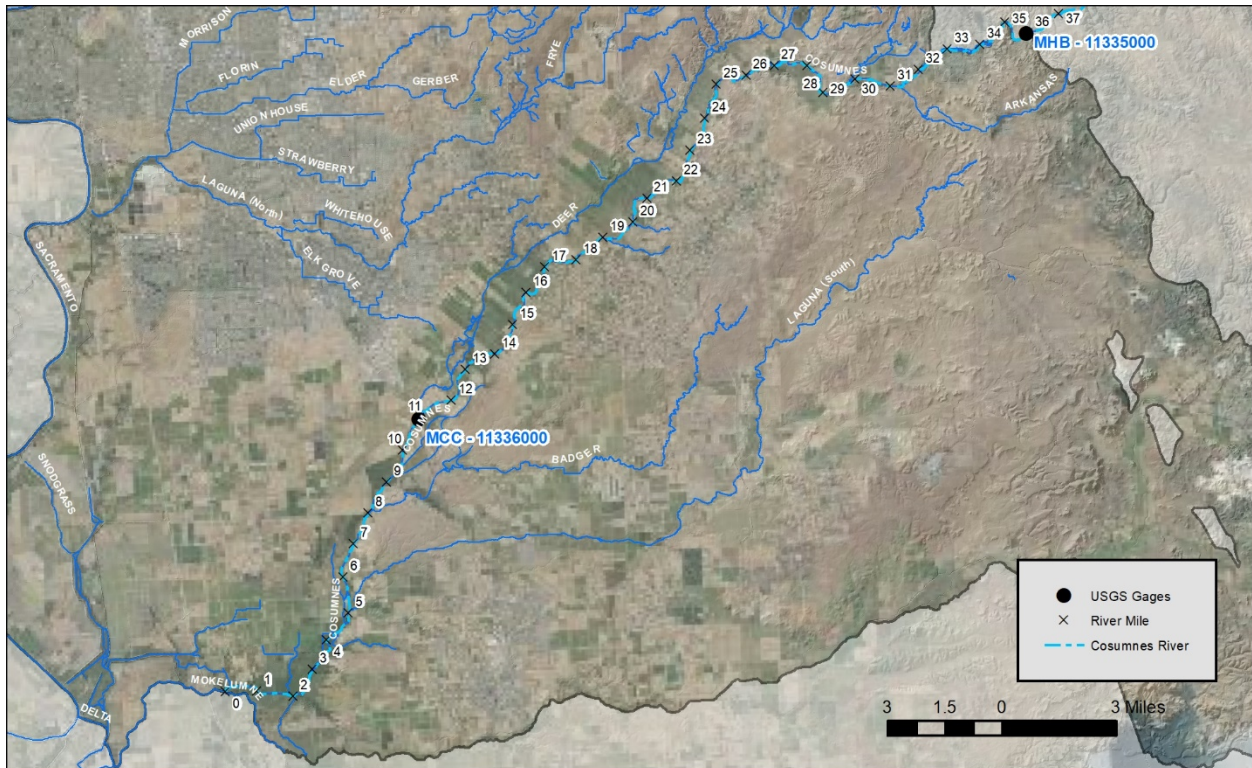 MORRISON
FLORIN
ELDER
GERBER
FRYE
UNIONHOUSE
STRAWBERRY
LAGUNA (North)
WHITEHOUSE
ELK GROVE
SACRAMENTO
SNODGRASS
DELTA
MOKELUMNE
COSUMNES
COSUMNES
COSUMNES
DEER
BADGER
LAGUNA (South)
ARKANSAS
MHB - 11335000
MCC - 11336000
37
36
35
34
33
32
31
30
29
28
27
26
25
24
23
22
21
20
19
18
17
16
15
14
13
12
11
10
9
8
7
6
5
4
3
2
1
0
USGS Gages
River Mile
Cosumnes River
3 1.5 0 3 Miles